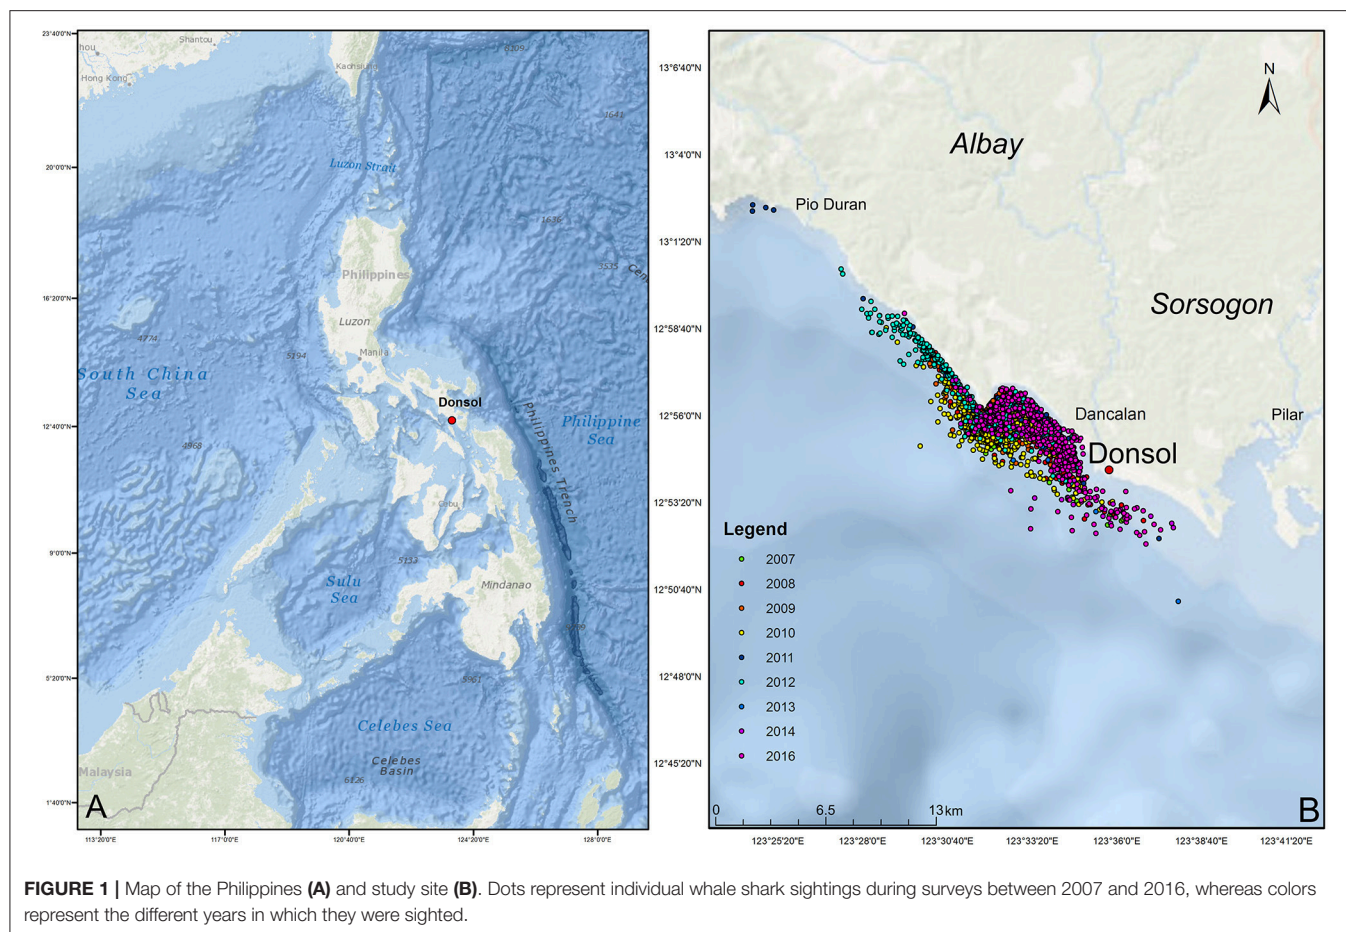 23°40'0"N
20°0'0"N
16°20'0"N
12°40'0"N
9°0'0"N
5°20'0"N
1°40'0"N
113°20'0"E
117°0'0"E
120°40'0"E
124°20'0"E
128°0'0"E
hou
Shantou
Hong Kong
Kaohsiung
Luzon Strait
1641
1636
3535
Philippines
Luzon
Manila
4774
5194
South China
Sea
Donsol
Philippines Trench
Philippine
Sea
4968
Cebu
5133
Sulu
Sea
Mindanao
5951
Celebes Sea
Celebes
Basin
6126
Malaysia
A
13°6'40"N
13°4'0"N
13°1'20"N
12°58'40"N
12°56'0"N
12°53'20"N
12°50'40"N
12°48'0"N
12°45'20"N
N
Albay
Pio Duran
Sorsogon
Dancalan
Pilar
Donsol
Legend
2007
2008
2009
2010
2011
2012
2013
2014
2016
0 6.5 13 km
B
123°25'20"E
123°28'0"E
123°30'40"E
123°33'20"E
123°36'0"E
123°38'40"E
123°41'20"E
FIGURE 1 | Map of the Philippines (A) and study site (B). Dots represent individual whale shark sightings during surveys between 2007 and 2016, whereas colors
represent the different years in which they were sighted.